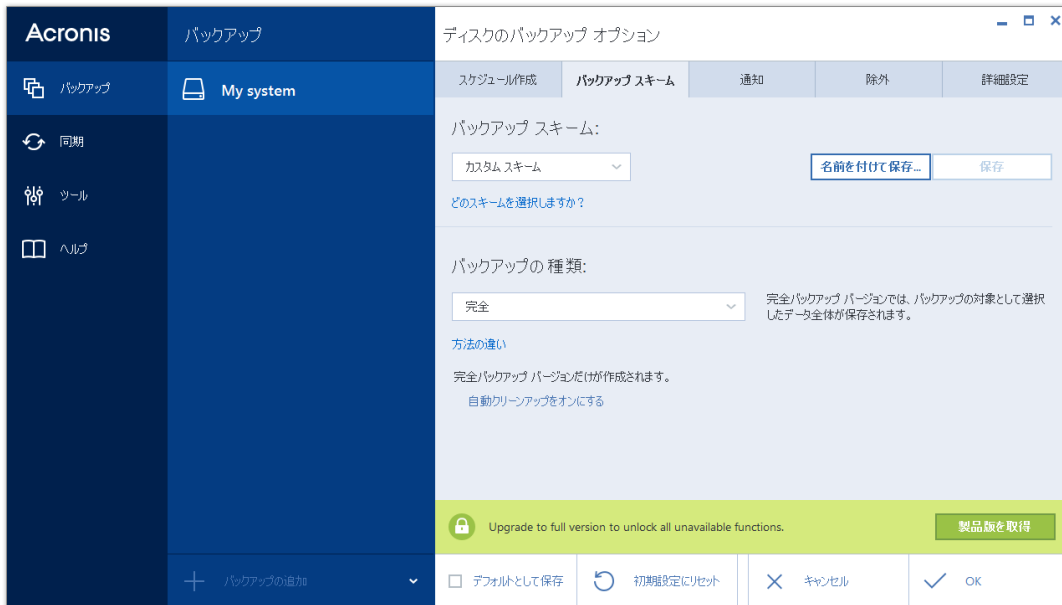 Acronis
バックアップ
同期
ツール
ヘルプ
バックアップ
My system
バックアップの追加
ディスクのバックアップ オプション
スケジュール作成
バックアップ スキーム
通知
除外
詳細設定
バックアップ スキーム:
カスタム スキーム
名前を付けて保存...
保存
どのスキームを選択しますか?
バックアップの種類:
完全
完全バックアップ バージョンでは、バックアップの対象として選択
したデータ全体が保存されます。
方法の違い
完全バックアップ バージョンだけが作成されます。
自動クリーンアップをオンにする
Upgrade to full version to unlock all unavailable functions.
製品版を取得
デフォルトとして保存
初期設定にリセット
キャンセル
OK